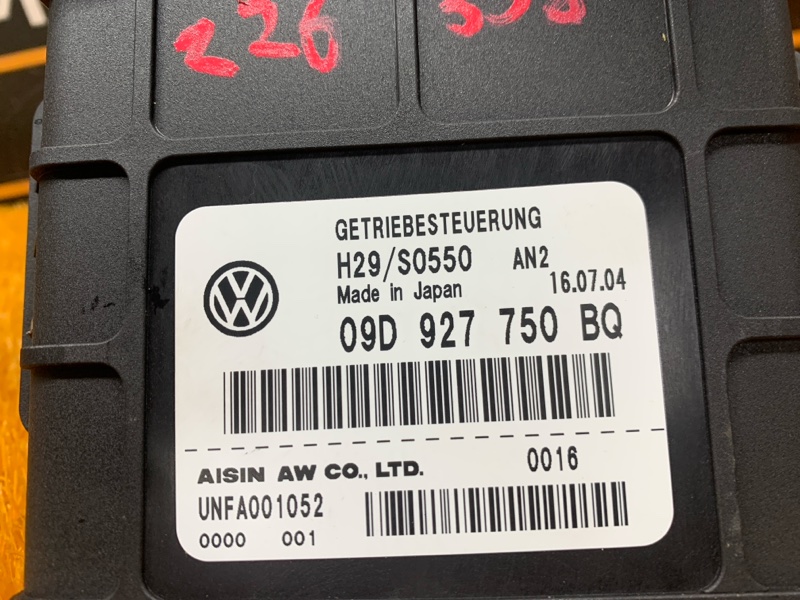 226
GETRIEBESTEUERUNG
H29/S0550 AN2
Made in Japan 16.07.04
09D 927 750 BQ
AISIN AW CO., LTD. 0016
UNFA001052
0000 001